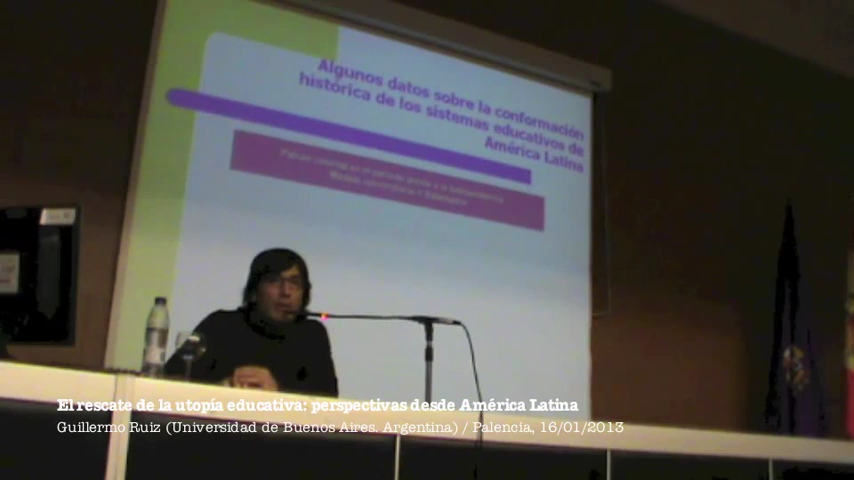 Algunos datos sobre la conformación
histórica de los sistemas educativos de
América Latina
El rescate de la utopía educativa: perspectivas desde América Latina
Guillermo Ruiz (Universidad de Buenos Aires. Argentina) / Palencia, 16/01/2013